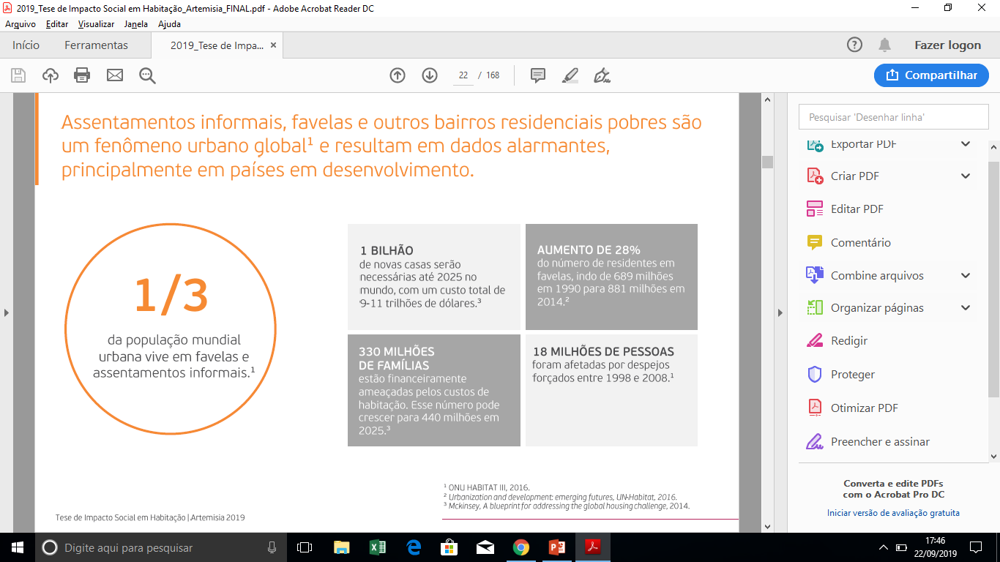 2019_Tese de Impacto Social em Habitação_Artemisia_FINAL.pdf - Adobe Acrobat Reader DC
Arquivo Editar Visualizar Janela Ajuda
Início Ferramentas 2019_Tese de Impa... × Fazer logon
22 / 168 Compartilhar
Assentamentos informais, favelas e outros bairros residenciais pobres são
um fenômeno urbano global¹ e resultam em dados alarmantes,
principalmente em países em desenvolvimento.
1/3
da população mundial
urbana vive em favelas e
assentamentos informais.¹
1 BILHÃO
de novas casas serão
necessárias até 2025 no
mundo, com um custo total de
9-11 trilhões de dólares.³
AUMENTO DE 28%
do número de residentes em
favelas, indo de 689 milhões
em 1990 para 881 milhões em
2014.²
330 MILHÕES
DE FAMÍLIAS
estão financeiramente
ameaçadas pelos custos de
habitação. Esse número pode
crescer para 440 milhões em
2025.³
18 MILHÕES DE PESSOAS
foram afetadas por despejos
forçados entre 1998 e 2008.¹
¹ ONU HABITAT III, 2016.
² Urbanization and development: emerging futures, UN-Habitat, 2016.
³ Mckinsey, A blueprint for addressing the global housing challenge, 2014.
Tese de Impacto Social em Habitação | Artemisia 2019
Pesquisar 'Desenhar linha'
Exportar PDF
Criar PDF
Editar PDF
Comentário
Combine arquivos
Organizar páginas
Redigir
Proteger
Otimizar PDF
Preencher e assinar
Converta e edite PDFs
com o Acrobat Pro DC
Iniciar versão de avaliação gratuita
Digite aqui para pesquisar
17:46
22/09/2019